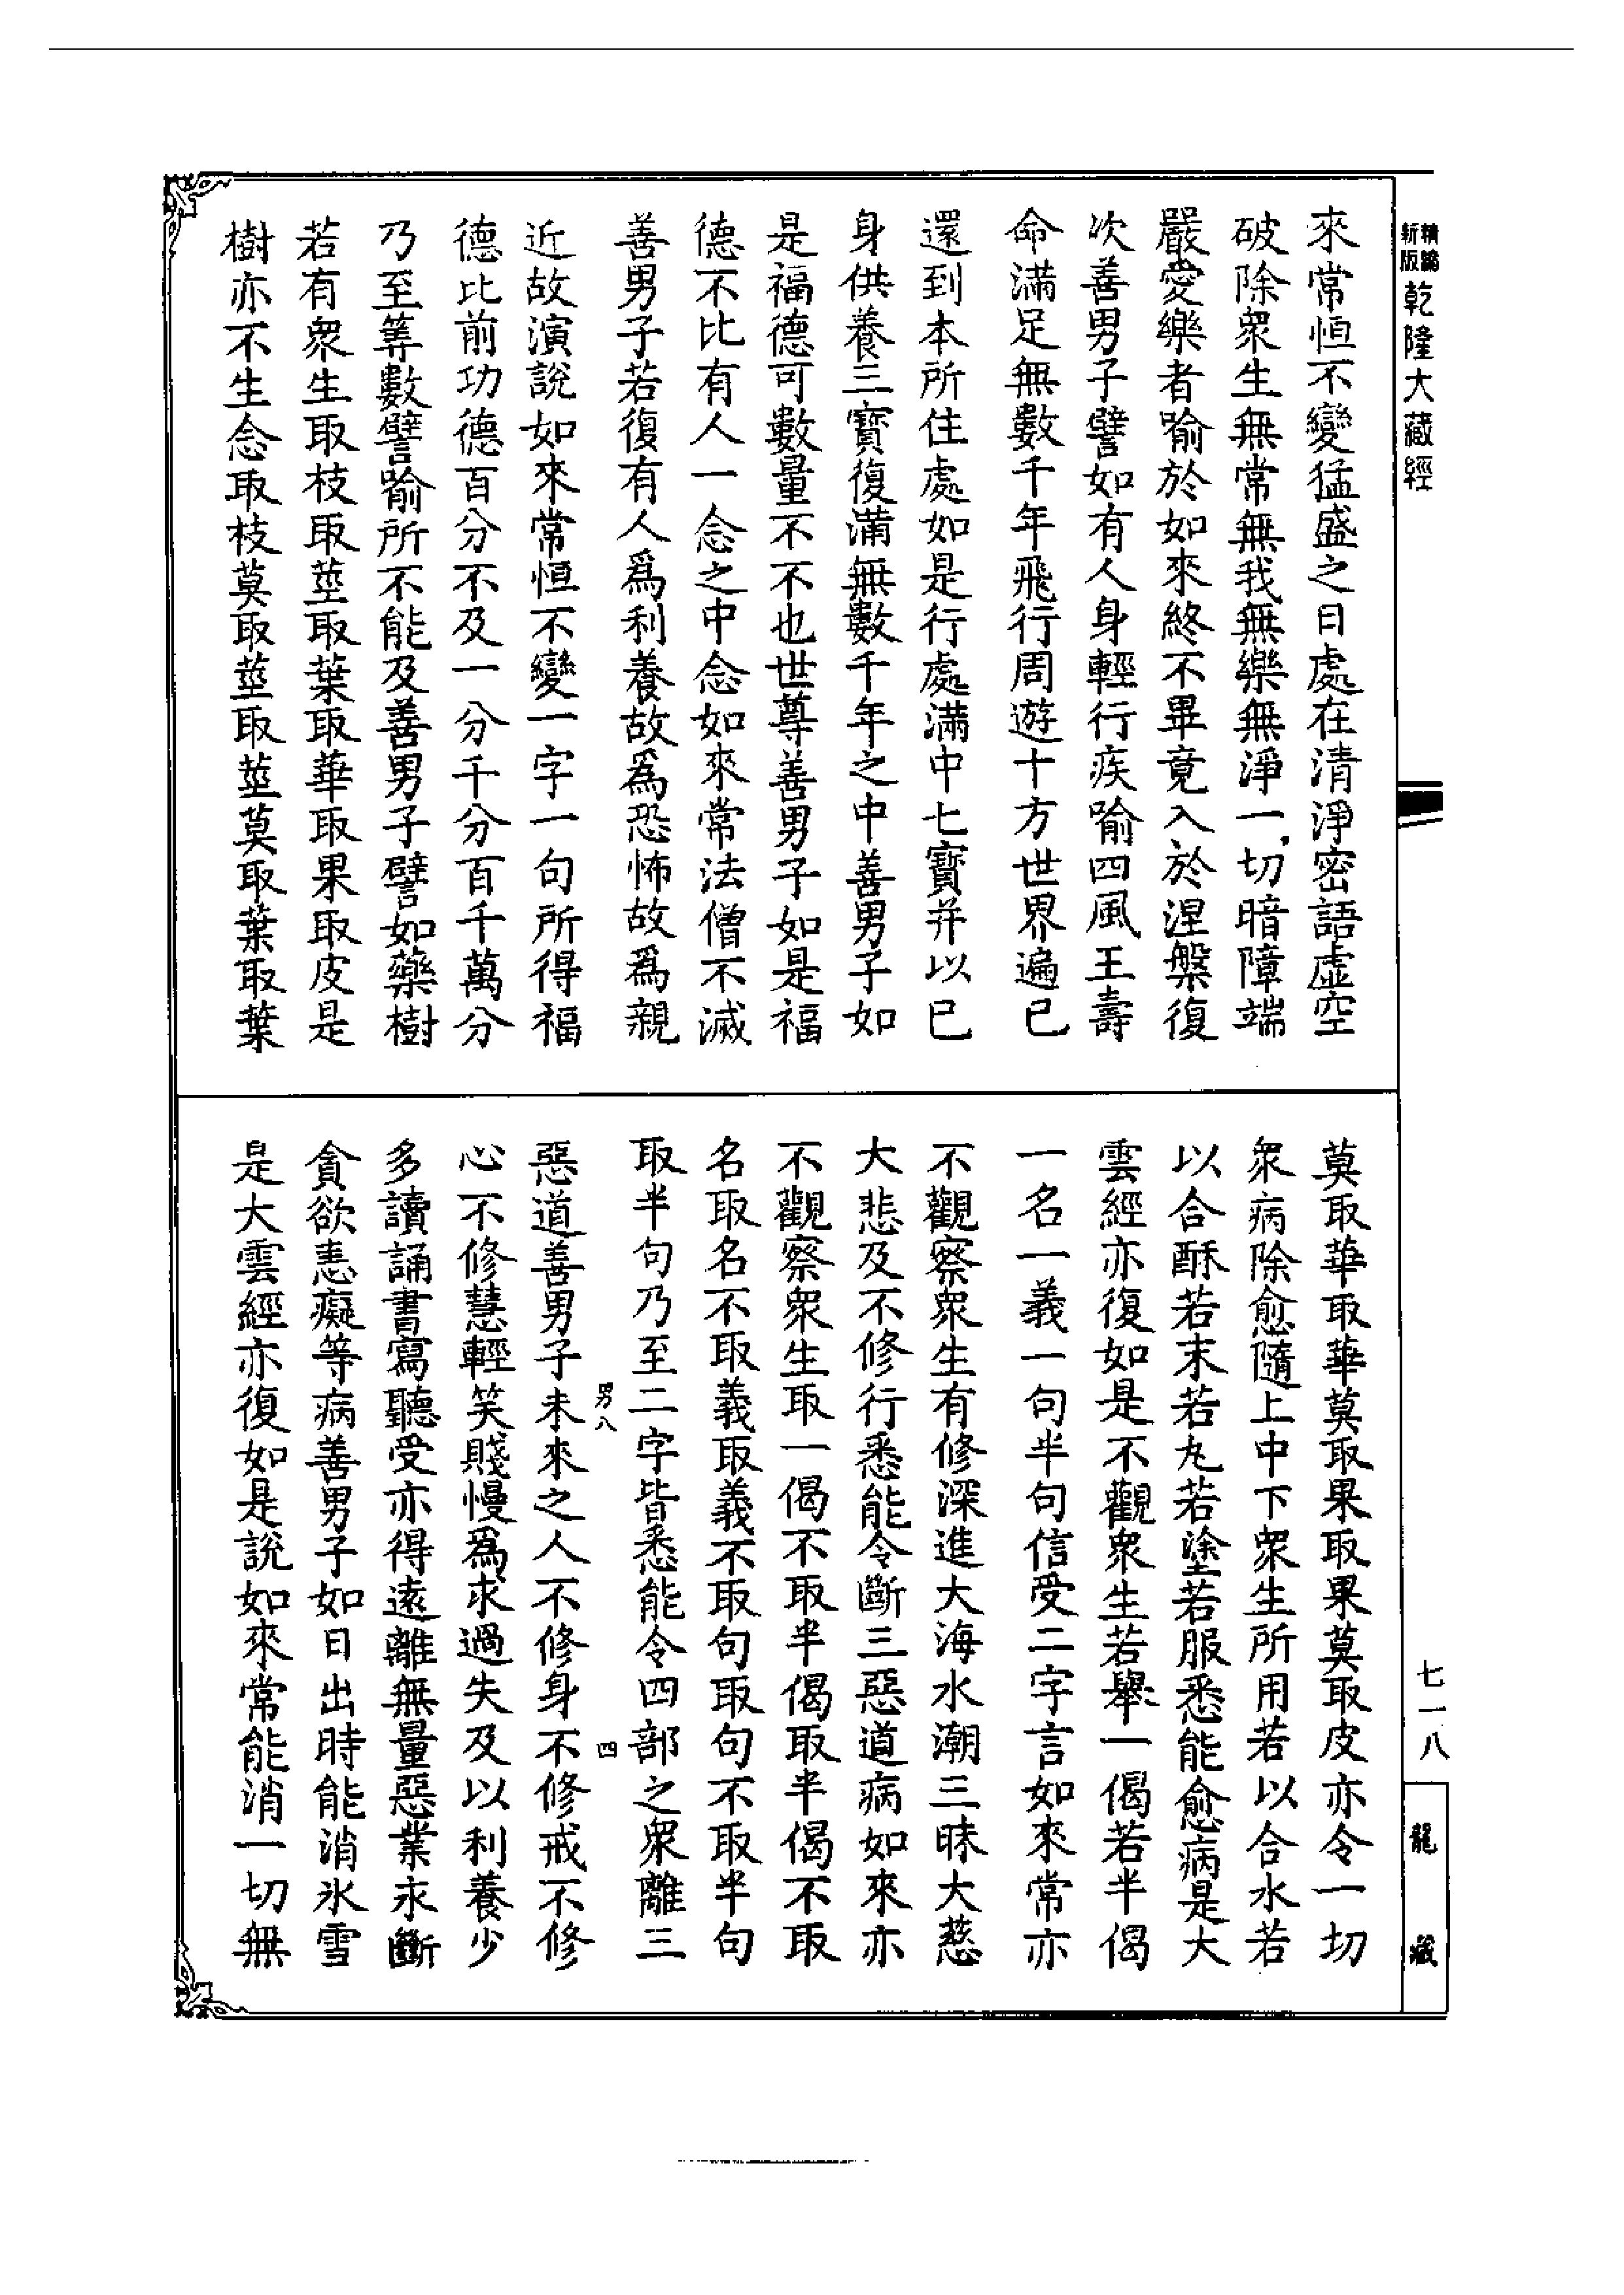 精編
新版
乾隆大藏經
來常恒不變猛盛之日處在清淨密語虛空
破除衆生無常無我無樂無淨一切暗障端
嚴愛樂者喻於如來終不畢竟入於涅槃復
次善男子譬如有人身輕行疾喻四風王壽
命滿足無數千年飛行周遊十方世界遍已
還到本所住處如是行處滿中七寶并以已
身供養三寶復滿無數千年之中善男子如
是福德可數量不不也世尊善男子如是福
德不比有人一念之中念如來常法僧不滅
善男子若復有人爲利養故爲恐怖故爲親
近故演說如來常恒不變一字一句所得福
德比前功德百分不及一分千分百千萬分
乃至筭數譬喻所不能及善男子譬如藥樹
若有衆生取枝取莖取葉取華取果取皮是
樹亦不生念取枝莫取莖取莖莫取葉取葉
莫取華取華莫取果取果莫取皮亦令一切
衆病除愈隨上中下衆生所用若以合水若
以合酥若末若丸若塗若服悉能愈病是大
雲經亦復如是不觀衆生若舉一偈若半偈
一名一義一句半句信受二字言如來常亦
不觀察衆生有修深進大海水潮三昧大慈
大悲及不修行悉能令斷三惡道病如來亦
不觀察衆生取一偈不取半偈取半偈不取
名取名不取義取義不取句取句不取半句
取半句乃至二字皆悉能令四部之衆離三
男八
四
惡道善男子未來之人不修身不修戒不修
心不修慧輕笑賤慢爲求過失及以利養少
多讀誦書寫聽受亦得遠離無量惡業永斷
貪欲恚癡等病善男子如日出時能消氷雪
是大雲經亦復如是說如來常能消一切無
七一八
龍藏